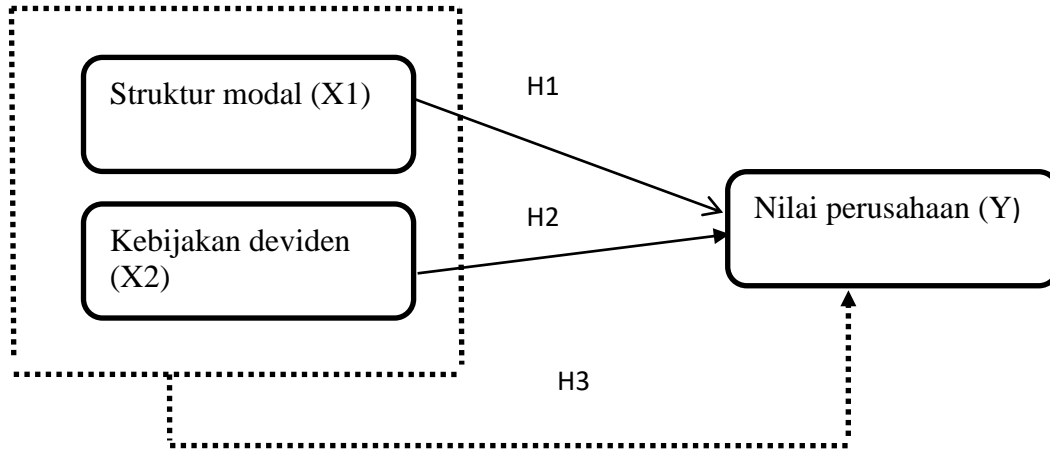 Struktur modal (X1)
H1
Kebijakan deviden
(X2)
H2
Nilai perusahaan (Y)
H3